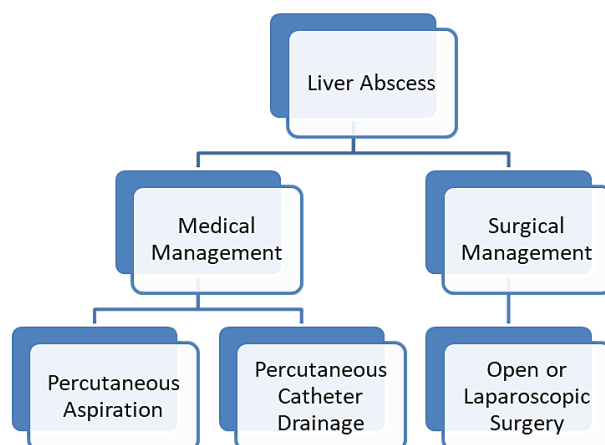 Liver Abscess
Medical
Management
Surgical
Management
Percutaneous
Aspiration
Percutaneous
Catheter
Drainage
Open or
Laparoscopic
Surgery